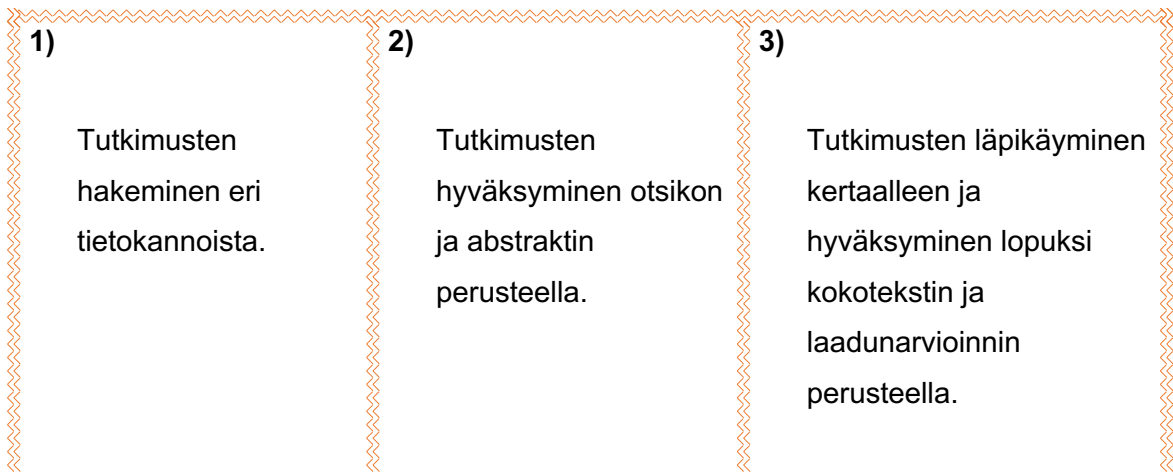 1)
Tutkimusten
hakeminen eri
tietokannoista.
2)
Tutkimusten
hyväksyminen otsikon
ja abstraktin
perusteella.
3)
Tutkimusten läpikäyminen
kertaalleen ja
hyväksyminen lopuksi
kokotekstin ja
laadunarvioinnin
perusteella.